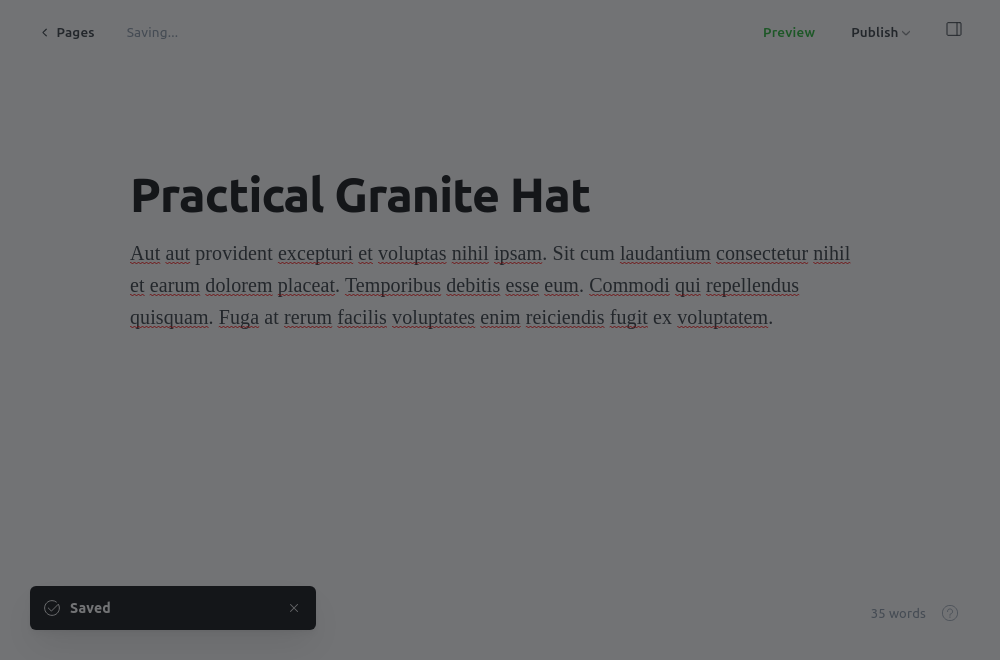 Pages
Saving...
Preview
Publish
Practical Granite Hat
Aut aut provident excepturi et voluptas nihil ipsam. Sit cum laudantium consectetur nihil
et earum dolorem placeat. Temporibus debitis esse eum. Commodi qui repellendus
quisquam. Fuga at rerum facilis voluptates enim reiciendis fugit ex voluptatem.
Saved
35 words
?